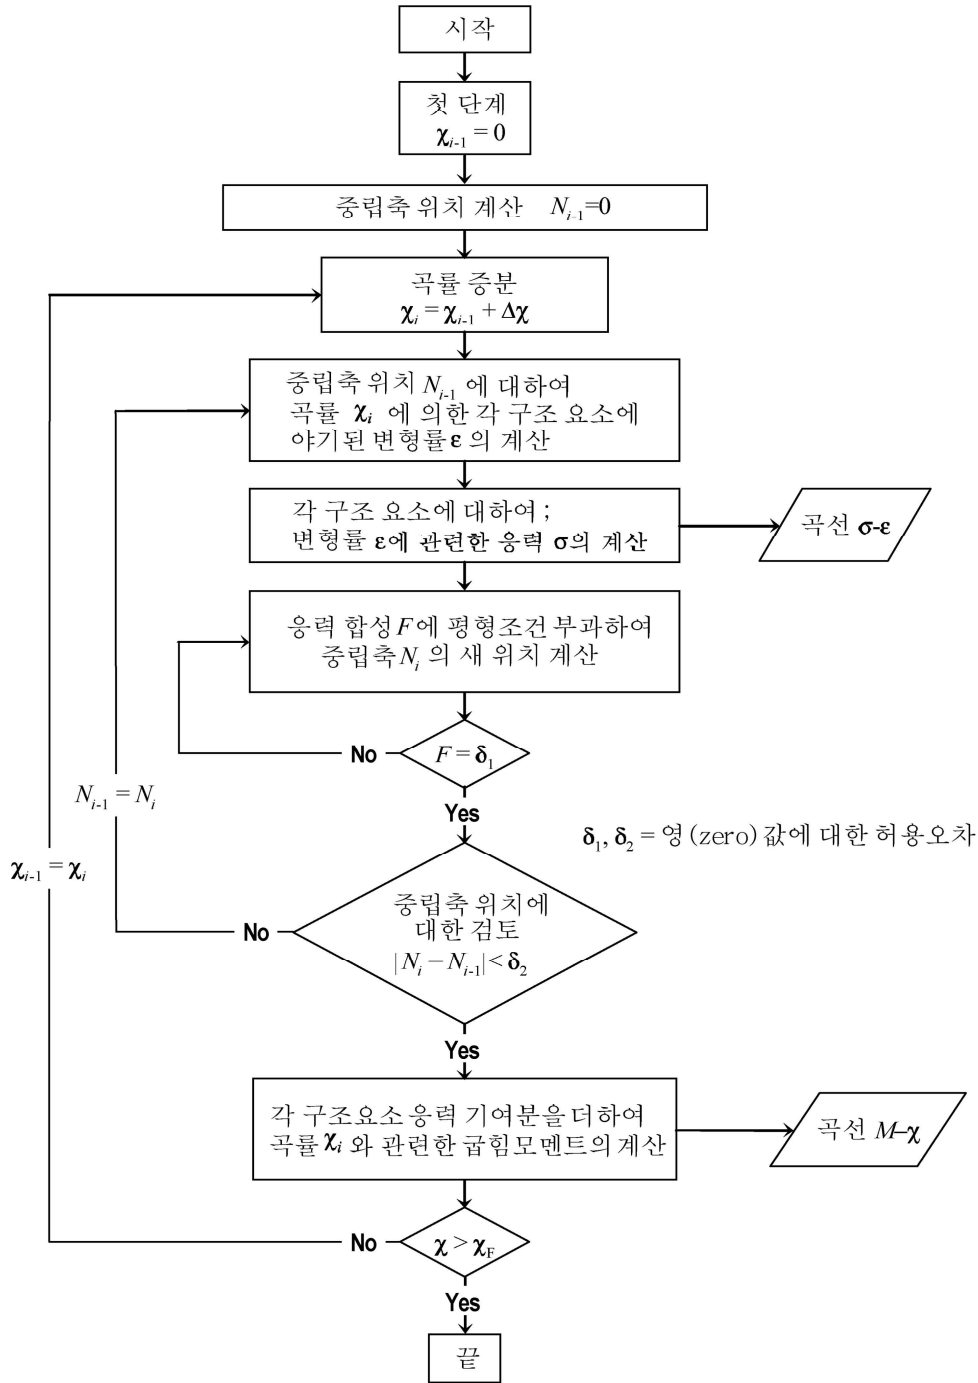 시작
첫 단계
χᵢ₋₁ = 0
중립축 위치 계산 Nᵢ₋₁=0
곡률 증분
χᵢ = χᵢ₋₁ + Δχ
중립축 위치 Nᵢ₋₁ 에 대하여
곡률 χᵢ 에 의한 각 구조 요소에
야기된 변형률 ε 의 계산
각 구조 요소에 대하여 ;
변형률 ε에 관련한 응력 σ의 계산
곡선 σ-ε
응력 합성 F에 평형조건 부과하여
중립축 Nᵢ 의 새 위치 계산
No
F = δ₁
Yes
Nᵢ₋₁ = Nᵢ
δ₁, δ₂ = 영 (zero) 값에 대한 허용오차
χᵢ₋₁ = χᵢ
중립축 위치에
대한 검토
|Nᵢ − Nᵢ₋₁| < δ₂
No
Yes
각 구조요소 응력 기여분을 더하여
곡률 χᵢ 와 관련한 굽힘모멘트의 계산
곡선 M–χ
No
χ > χ_F
Yes
끝